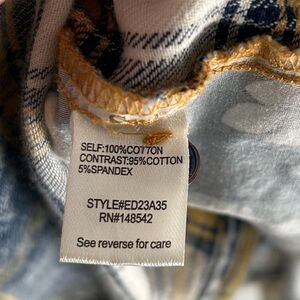 SELF:100%COTTON
CONTRAST:95%COTTON
5%SPANDEX
STYLE#ED23A35
RN#148542
See reverse for care